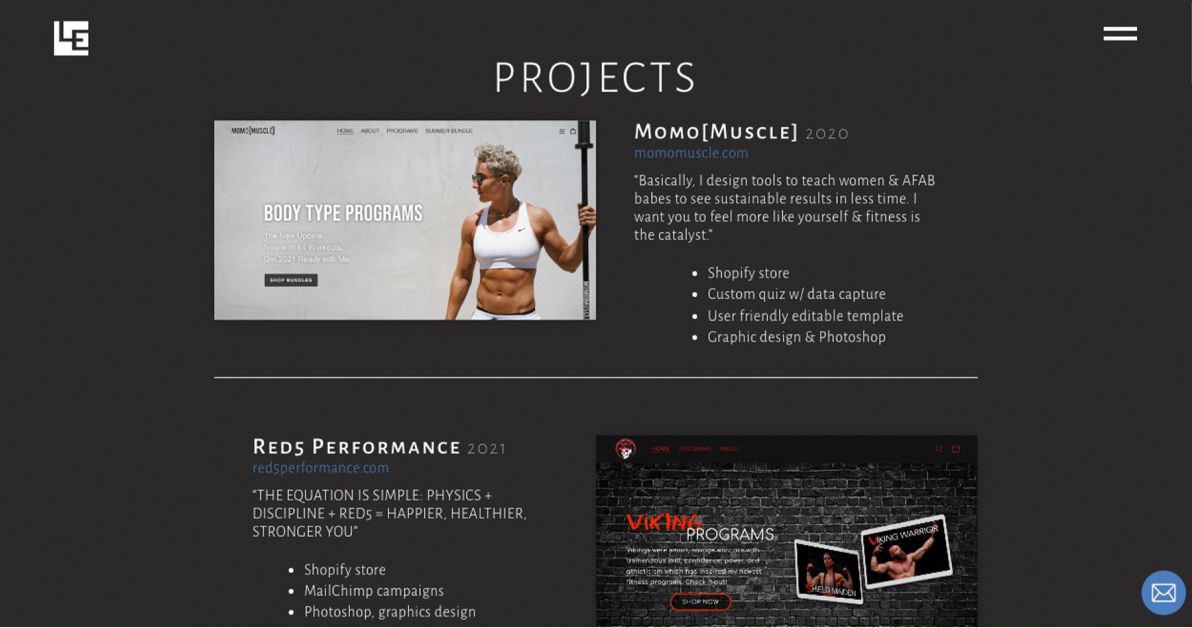 LE
PROJECTS
MOMO[MUSCLE]
HOME ABOUT PROGRAMS SUMMER BUNDLE
BODY TYPE PROGRAMS
The New Update
Now with 64 Workouts.
Get 2021 Ready with Me.
SHOP BUNDLES
Momo[Muscle] 2020
momomuscle.com
“Basically, I design tools to teach women & AFAB
babes to see sustainable results in less time. I
want you to feel more like yourself & fitness is
the catalyst.”
Shopify store
Custom quiz w/ data capture
User friendly editable template
Graphic design & Photoshop
Red5 Performance 2021
red5performance.com
“THE EQUATION IS SIMPLE: PHYSICS +
DISCIPLINE + RED5 = HAPPIER, HEALTHIER,
STRONGER YOU”
Shopify store
MailChimp campaigns
Photoshop, graphics design
HOME PROGRAMS ABOUT
VIKING
PROGRAMS
Vikings were smart, savage warriors with
tremendous skill, confidence, power, and
athleticism which has inspired my newest
fitness programs. Check it out!
SHOP NOW
SHIELD MAIDEN
VIKING WARRIOR